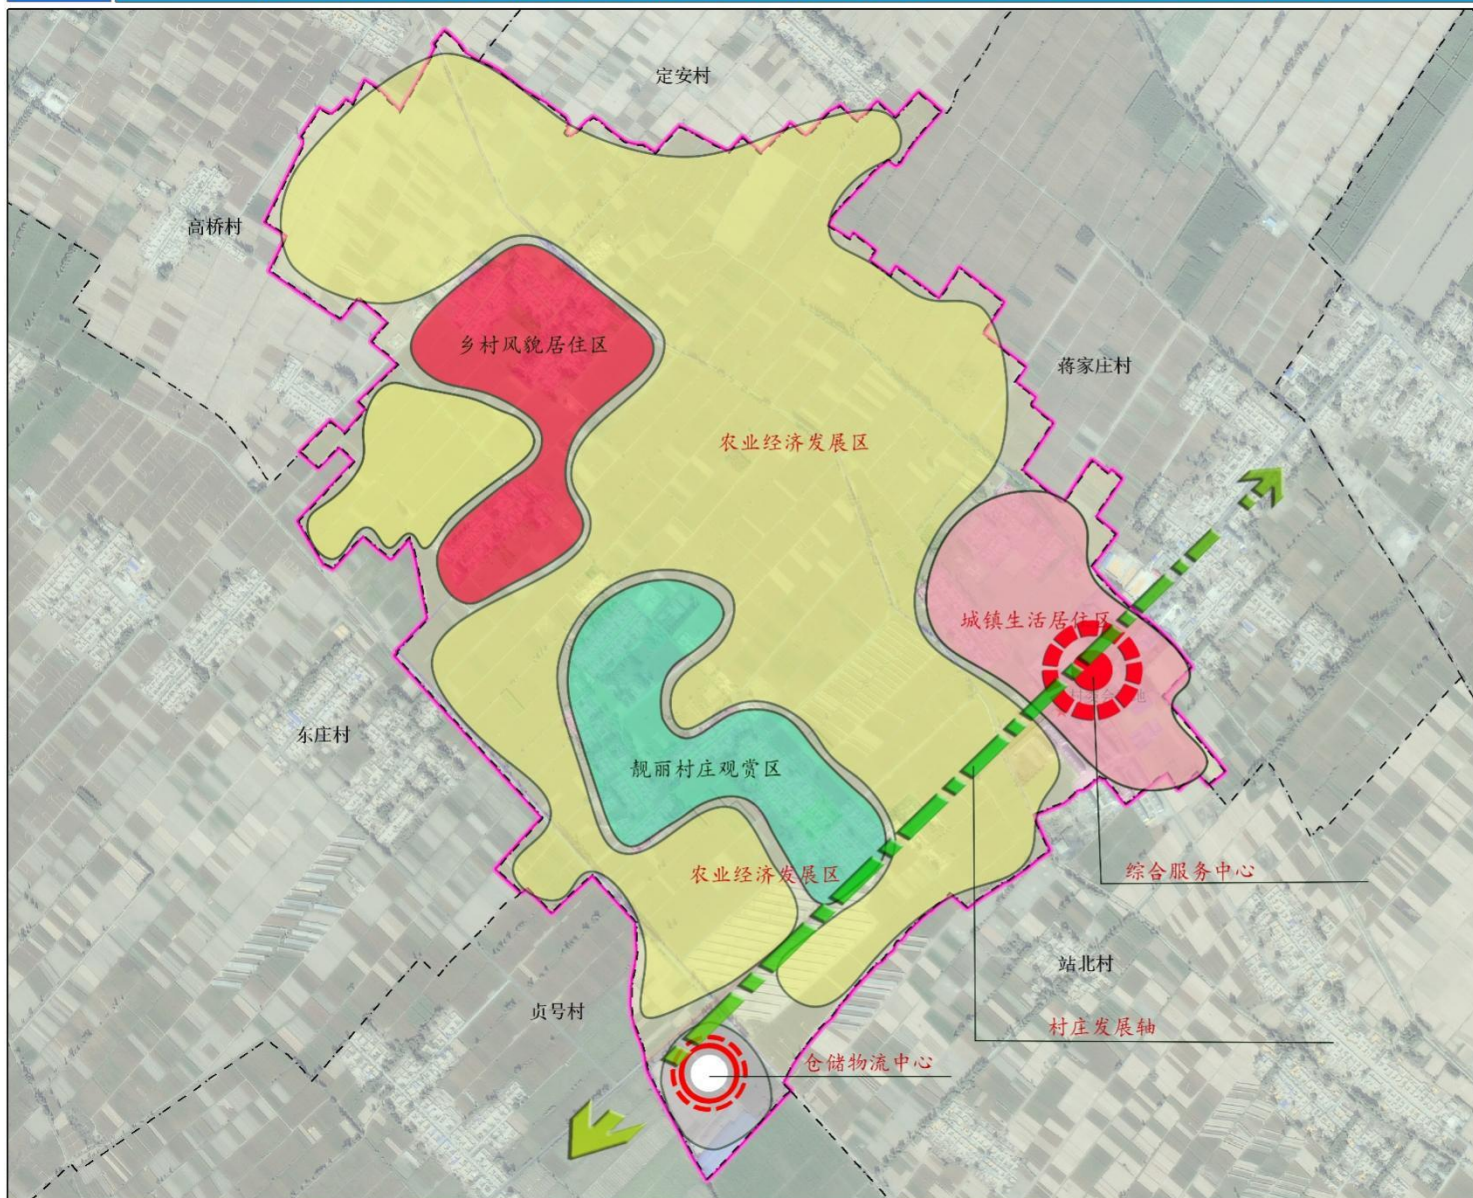 定安村
高桥村
乡村风貌居住区
蒋家庄村
农业经济发展区
城镇生活居住区
东庄村
靓丽村庄观赏区
农业经济发展区
综合服务中心
站北村
贞号村
村庄发展轴
仓储物流中心